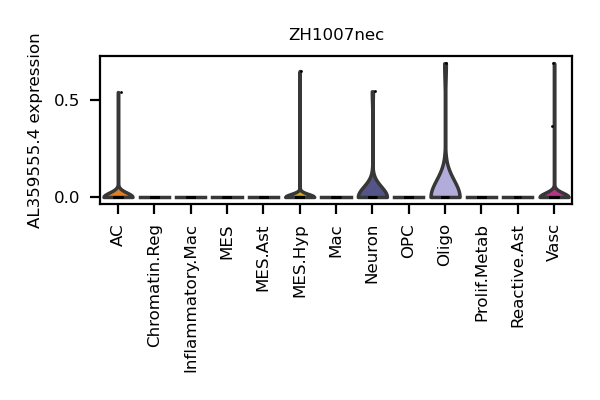 ZH1007nec
AL359555.4 expression
0.5
0.0
AC
Chromatin.Reg
Inflammatory.Mac
MES
MES.Ast
MES.Hyp
Mac
Neuron
OPC
Oligo
Prolif.Metab
Reactive.Ast
Vasc